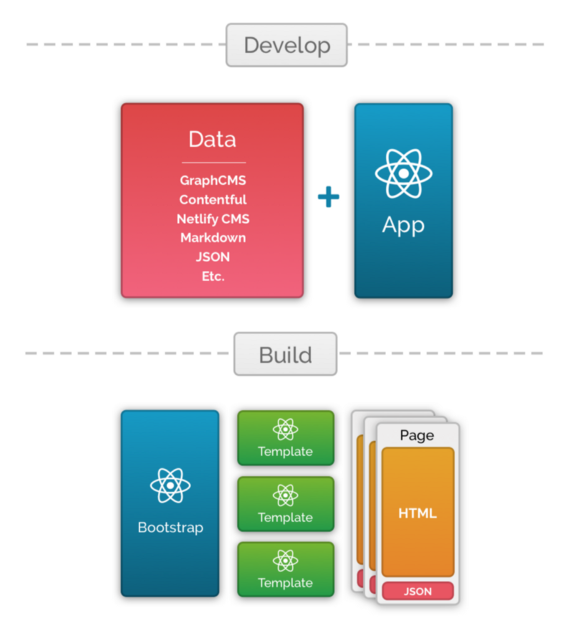 Develop
Data
GraphCMS
Contentful
Netlify CMS
Markdown
JSON
Etc.
+
App
Build
Bootstrap
Template
Template
Template
Page
HTML
JSON